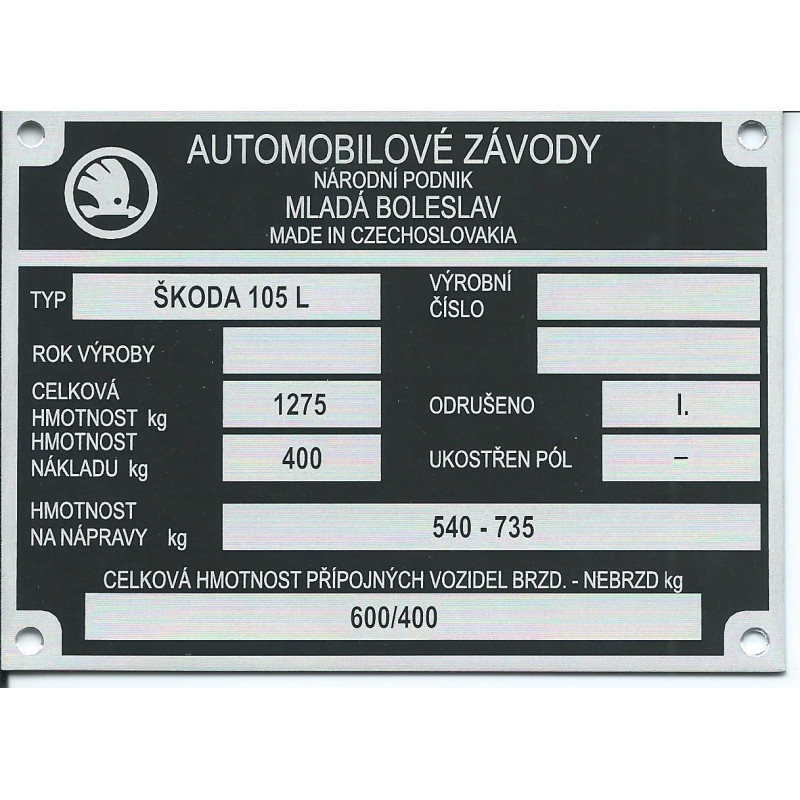 AUTOMOBILOVÉ ZÁVODY
NÁRODNÍ PODNIK
MLADÁ BOLESLAV
MADE IN CZECHOSLOVAKIA
TYP ŠKODA 105 L
VÝROBNÍ
ČÍSLO
ROK VÝROBY
CELKOVÁ
HMOTNOST kg 1275
ODRUŠENO I.
HMOTNOST
NÁKLADU kg 400
UKOSTŘEN PÓL –
HMOTNOST
NA NÁPRAVY kg 540 - 735
CELKOVÁ HMOTNOST PŘÍPOJNÝCH VOZIDEL BRZD. - NEBRZD kg
600/400